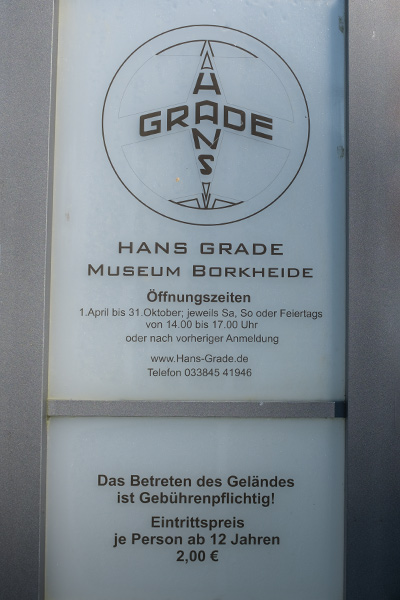 HANS
GRADE
HANS GRADE
MUSEUM BORKHEIDE
Öffnungszeiten
1.April bis 31.Oktober; jeweils Sa, So oder Feiertags
von 14.00 bis 17.00 Uhr
oder nach vorheriger Anmeldung
www.Hans-Grade.de
Telefon 033845 41946
Das Betreten des Geländes
ist Gebührenpflichtig!
Eintrittspreis
je Person ab 12 Jahren
2,00 €